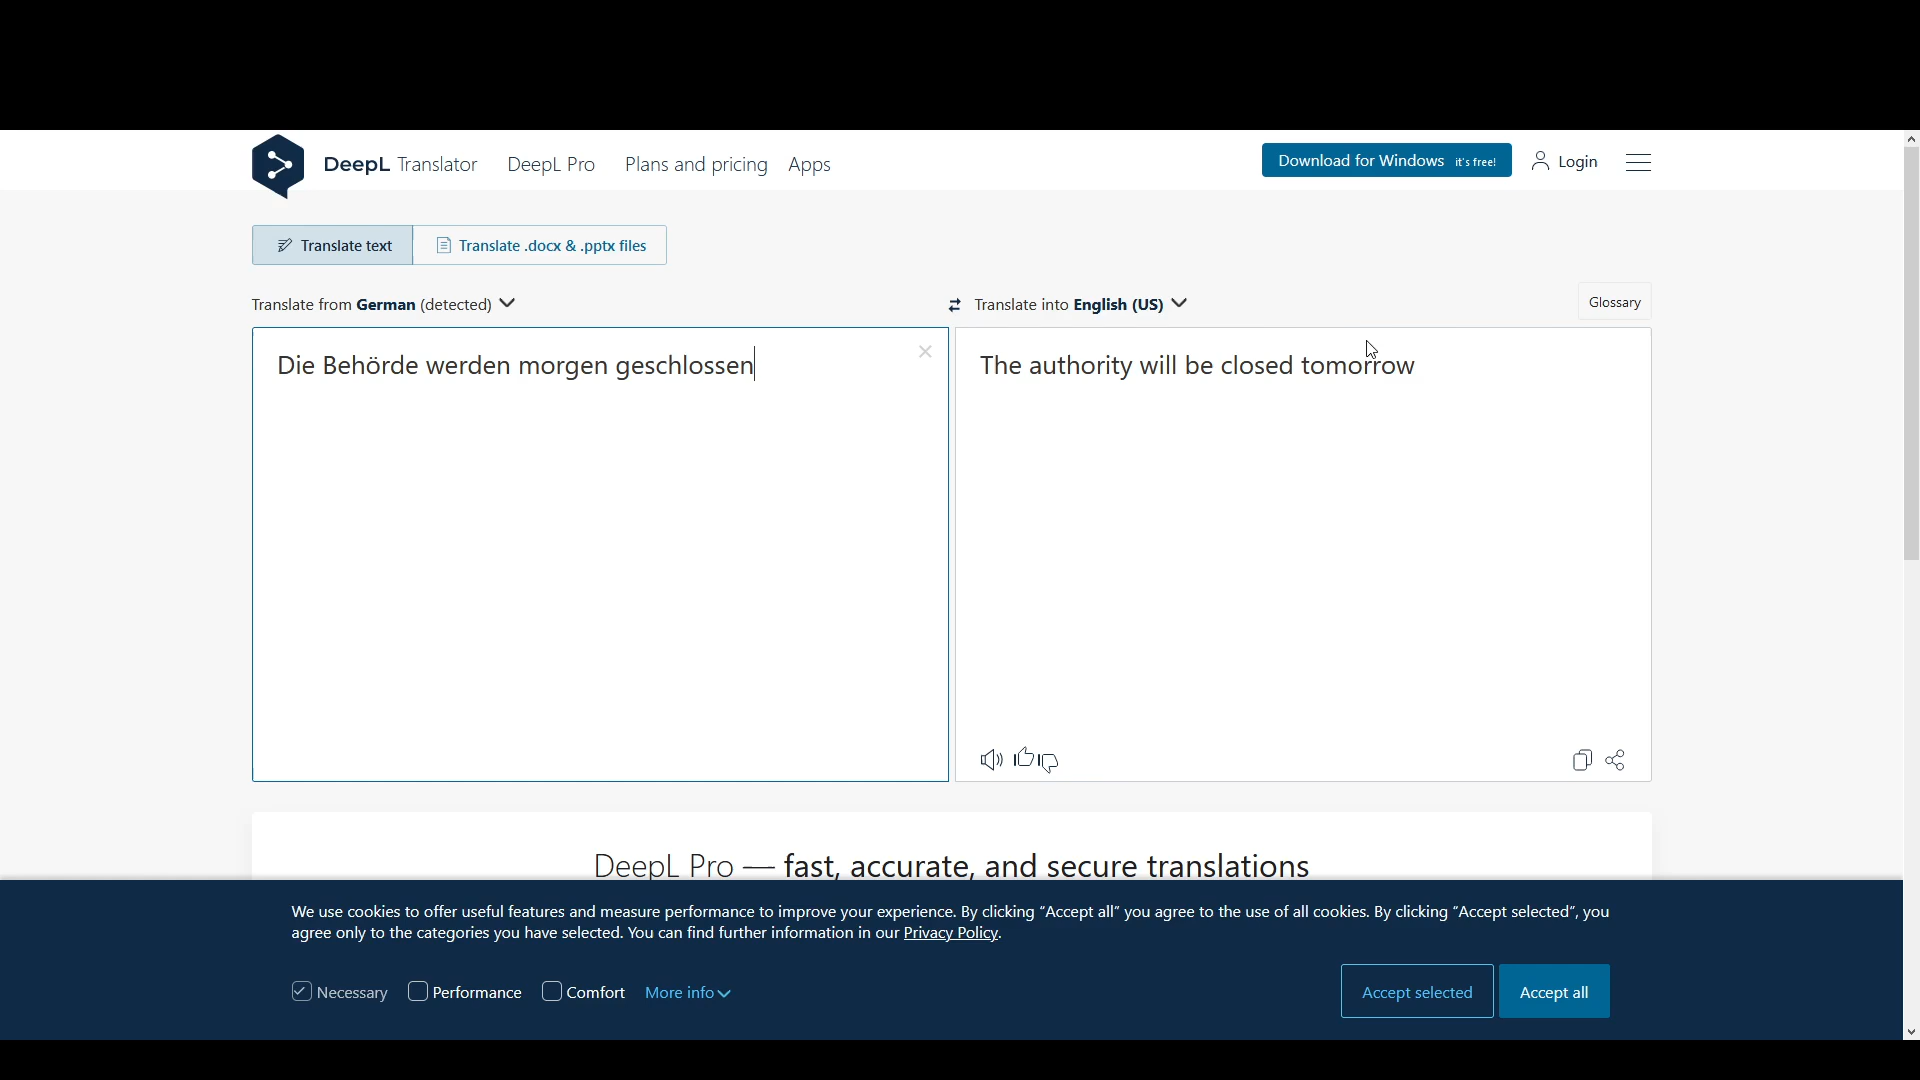 DeepL Translator DeepL Pro Plans and pricing Apps Download for Windows it's free! Login
Translate text Translate .docx & .pptx files
Translate from German (detected) Translate into English (US) Glossary
Die Behörde werden morgen geschlossen
The authority will be closed tomorrow
DeepL Pro — fast, accurate, and secure translations
We use cookies to offer useful features and measure performance to improve your experience. By clicking "Accept all" you agree to the use of all cookies. By clicking "Accept selected", you
agree only to the categories you have selected. You can find further information in our Privacy Policy.
Necessary Performance Comfort More info Accept selected Accept all